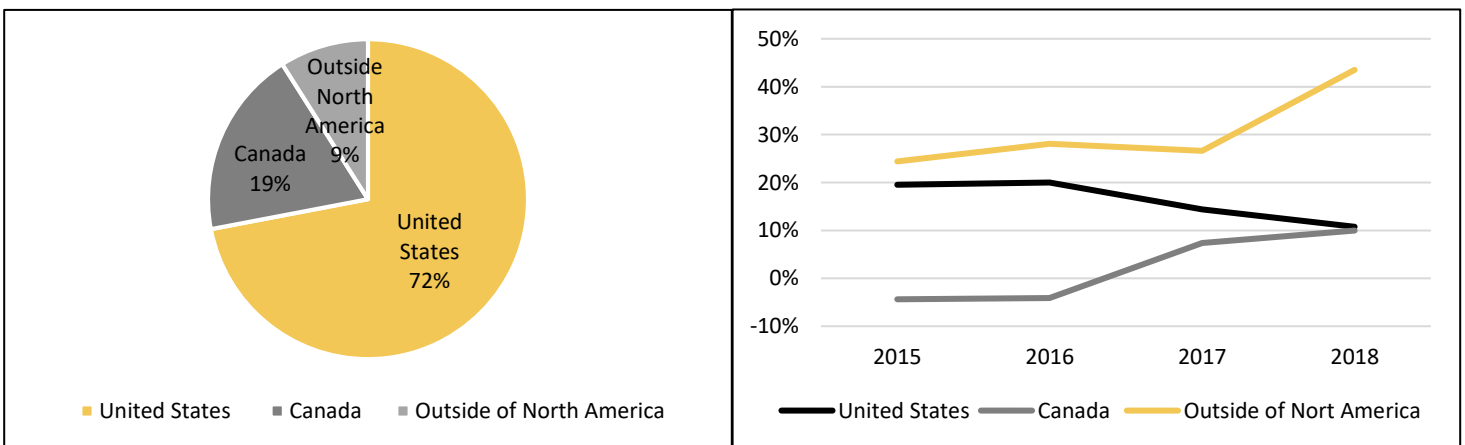 Outside
North
America
9%
Canada
19%
United
States
72%
United States Canada Outside of North America
50%
40%
30%
20%
10%
0%
-10%
2015 2016 2017 2018
United States Canada Outside of Nort America